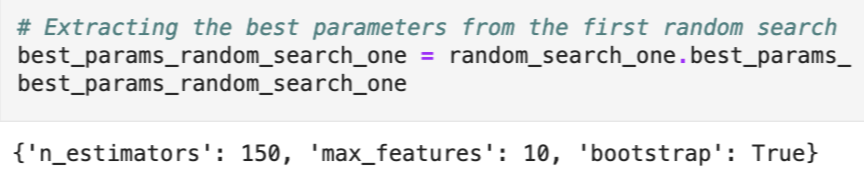 # Extracting the best parameters from the first random search
best_params_random_search_one = random_search_one.best_params_
best_params_random_search_one
{'n_estimators': 150, 'max_features': 10, 'bootstrap': True}